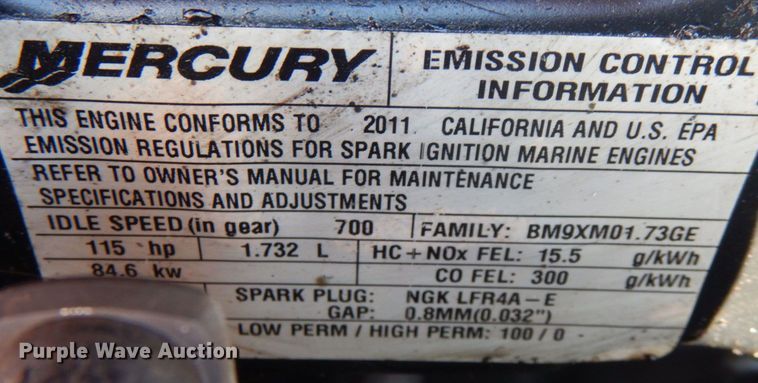 MERCURY
EMISSION CONTROL
INFORMATION
THIS ENGINE CONFORMS TO 2011 CALIFORNIA AND U.S. EPA
EMISSION REGULATIONS FOR SPARK IGNITION MARINE ENGINES
REFER TO OWNER'S MANUAL FOR MAINTENANCE
SPECIFICATIONS AND ADJUSTMENTS
IDLE SPEED (in gear) 700 FAMILY: BM9XM01.73GE
115 hp 1.732 L HC+NOx FEL: 15.5 g/kWh
84.6 kw CO FEL: 300 g/kWh
SPARK PLUG: NGK LFR4A-E
GAP: 0.8MM(0.032")
LOW PERM / HIGH PERM: 100 / 0
Purple Wave Auction